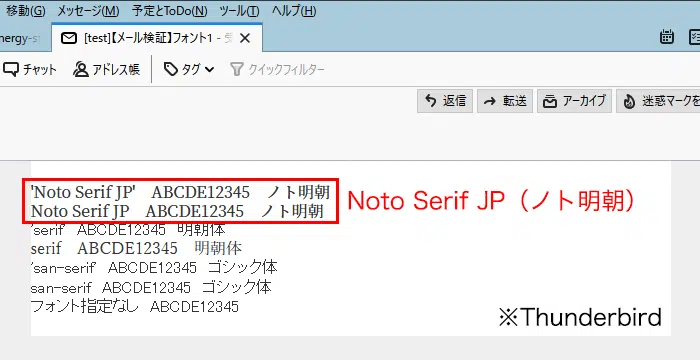 移動(G) メッセージ(M) 予定とToDo(N) ツール(T) ヘルプ(H)
[test]【メール検証】フォント1 -
チャット アドレス帳 タグ クイックフィルター
返信 転送 アーカイブ 迷惑マークを
'Noto Serif JP' ABCDE12345 ノト明朝
Noto Serif JP ABCDE12345 ノト明朝
Noto Serif JP（ノト明朝）
'serif' ABCDE12345 明朝体
serif ABCDE12345 明朝体
'san-serif' ABCDE12345 ゴシック体
san-serif ABCDE12345 ゴシック体
フォント指定なし ABCDE12345
※Thunderbird